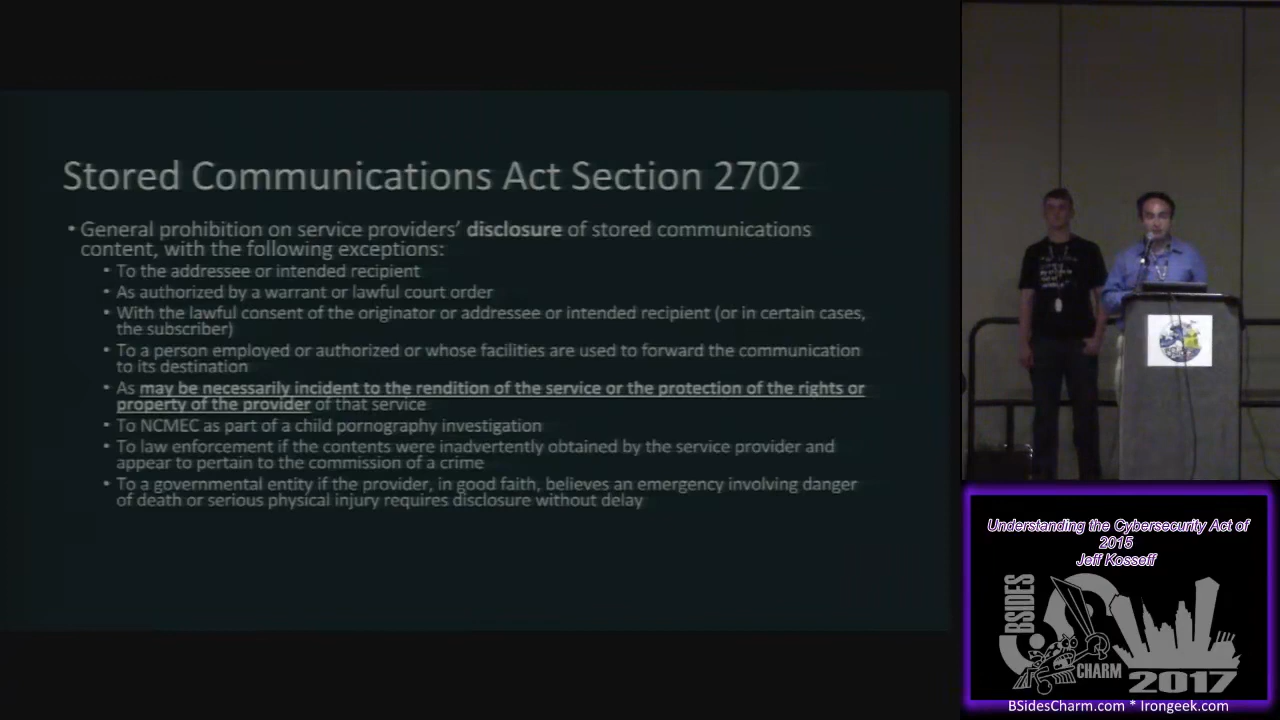 Stored Communications Act Section 2702
• General prohibition on service providers’ disclosure of stored communications
content, with the following exceptions:
• To the addressee or intended recipient
• As authorized by a warrant or lawful court order
• With the lawful consent of the originator or addressee or intended recipient (or in certain cases,
the subscriber)
• To a person employed or authorized or whose facilities are used to forward the communication
to its destination
• As may be necessarily incident to the rendition of the service or the protection of the rights or
property of the provider of that service
• To NCMEC as part of a child pornography investigation
• To law enforcement if the contents were inadvertently obtained by the service provider and
appear to pertain to the commission of a crime
• To a governmental entity if the provider, in good faith, believes an emergency involving danger
of death or serious physical injury requires disclosure without delay
Understanding the Cybersecurity Act of
2015
Jeff Kosseff
BSIDES
CHARM
2017
BSidesCharm.com * Irongeek.com